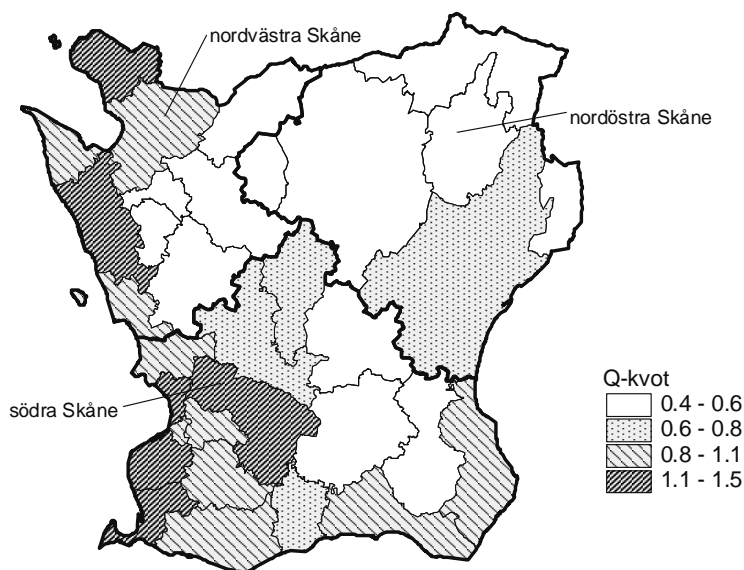 nordvästra Skåne
nordöstra Skåne
södra Skåne
Q-kvot
0.4 - 0.6
0.6 - 0.8
0.8 - 1.1
1.1 - 1.5